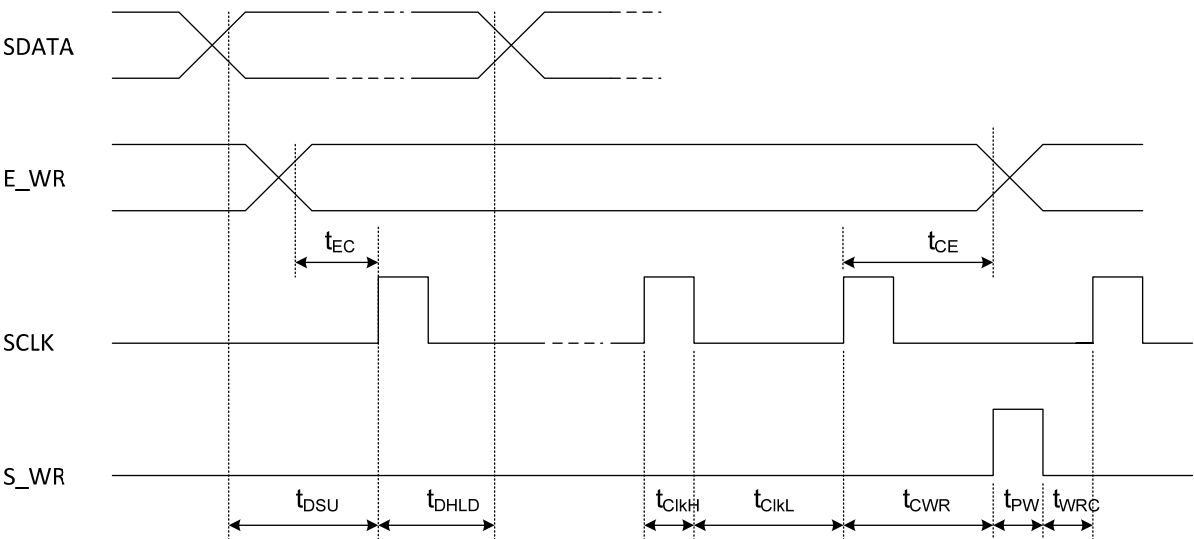 SDATA
E_WR
tEC
tCE
SCLK
S_WR
tDSU
tDHLD
tClkH
tClkL
tCWR
tPW
tWRC